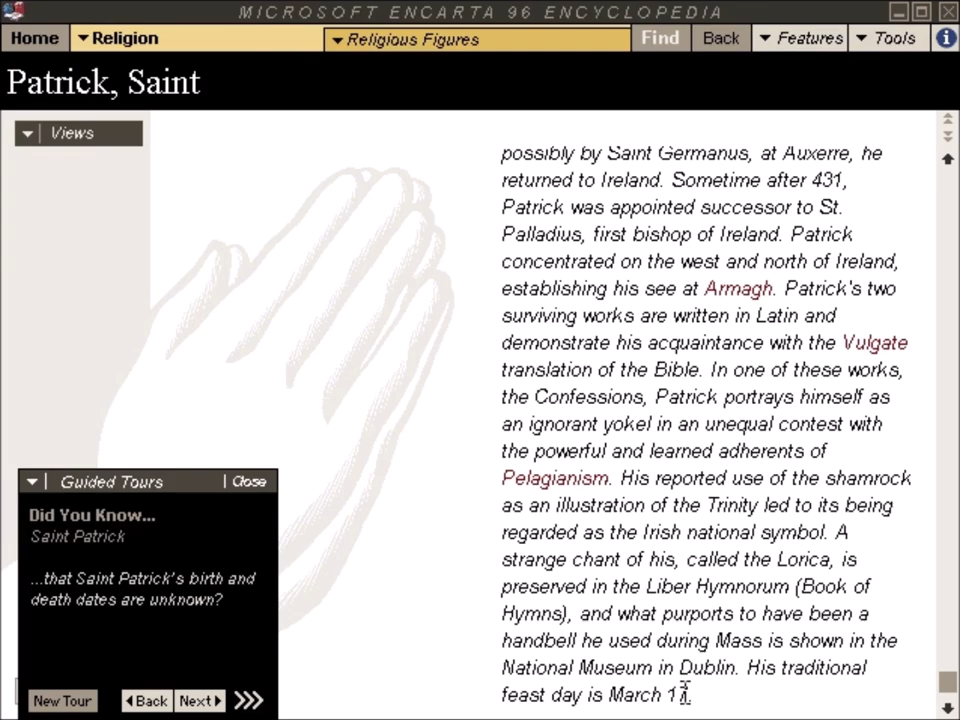 MICROSOFT ENCARTA 96 ENCYCLOPEDIA
Home Religion Religious Figures Find Back Features Tools i
Patrick, Saint
Views
possibly by Saint Germanus, at Auxerre, he
returned to Ireland. Sometime after 431,
Patrick was appointed successor to St.
Palladius, first bishop of Ireland. Patrick
concentrated on the west and north of Ireland,
establishing his see at Armagh. Patrick's two
surviving works are written in Latin and
demonstrate his acquaintance with the Vulgate
translation of the Bible. In one of these works,
the Confessions, Patrick portrays himself as
an ignorant yokel in an unequal contest with
the powerful and learned adherents of
Pelagianism. His reported use of the shamrock
as an illustration of the Trinity led to its being
regarded as the Irish national symbol. A
strange chant of his, called the Lorica, is
preserved in the Liber Hymnorum (Book of
Hymns), and what purports to have been a
handbell he used during Mass is shown in the
National Museum in Dublin. His traditional
feast day is March 17.
Guided Tours Close
Did You Know...
Saint Patrick
...that Saint Patrick's birth and
death dates are unknown?
New Tour Back Next